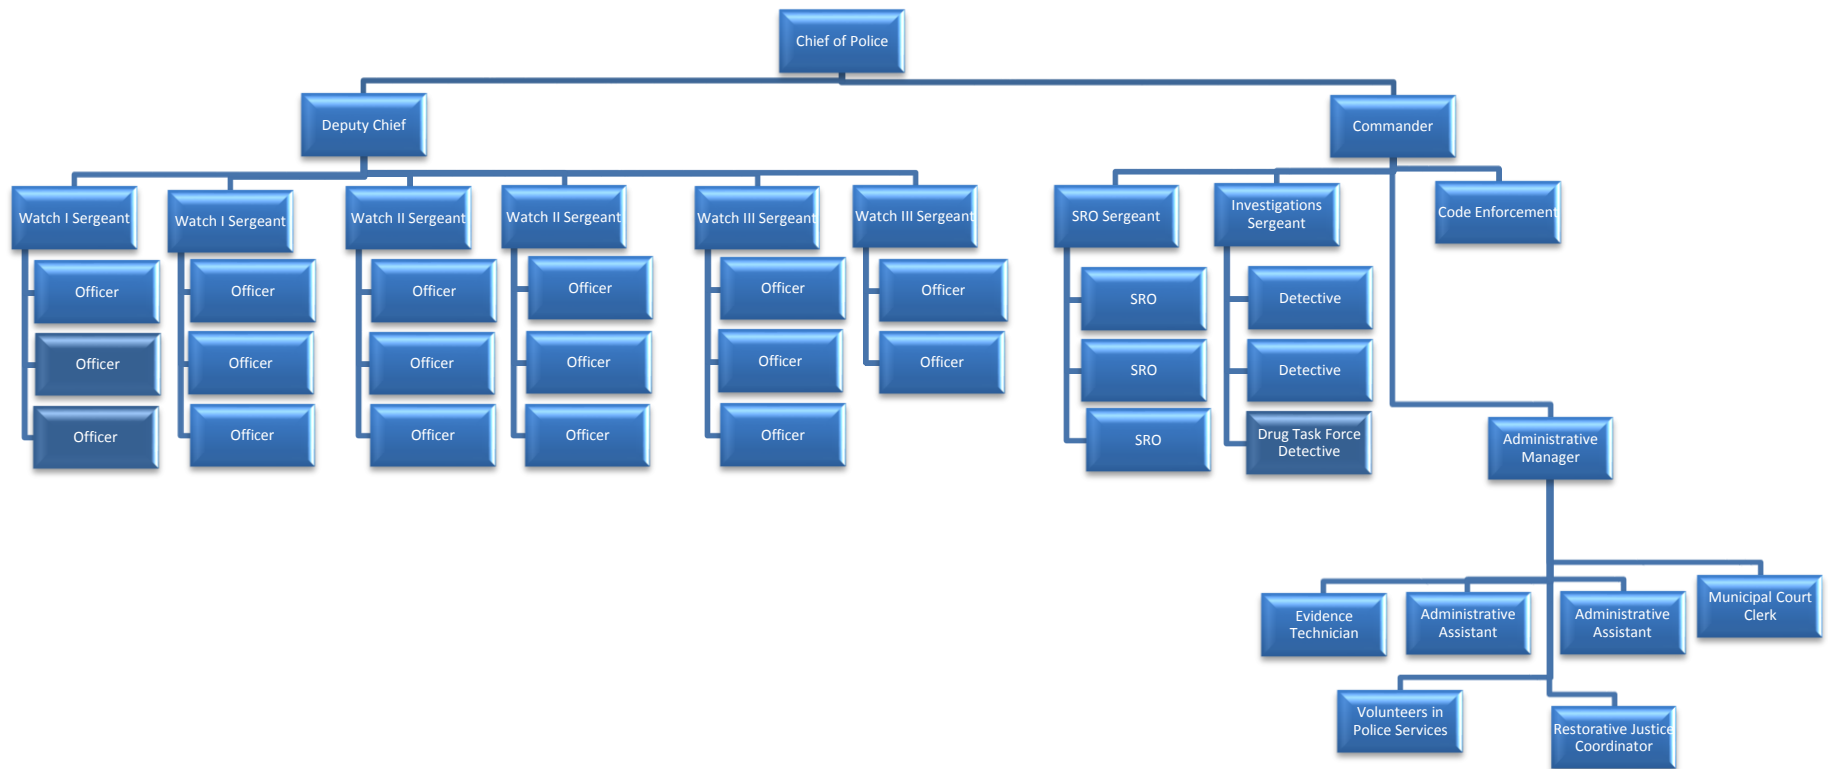 Chief of Police
Deputy Chief
Commander
Watch I Sergeant
Watch I Sergeant
Watch II Sergeant
Watch II Sergeant
Watch III Sergeant
Watch III Sergeant
SRO Sergeant
Investigations
Sergeant
Code Enforcement
Officer
Officer
Officer
Officer
Officer
Officer
SRO
Detective
Officer
Officer
Officer
Officer
Officer
Officer
SRO
Detective
Officer
Officer
Officer
Officer
Officer
SRO
Drug Task Force
Detective
Administrative
Manager
Evidence
Technician
Administrative
Assistant
Administrative
Assistant
Municipal Court
Clerk
Volunteers in
Police Services
Restorative Justice
Coordinator